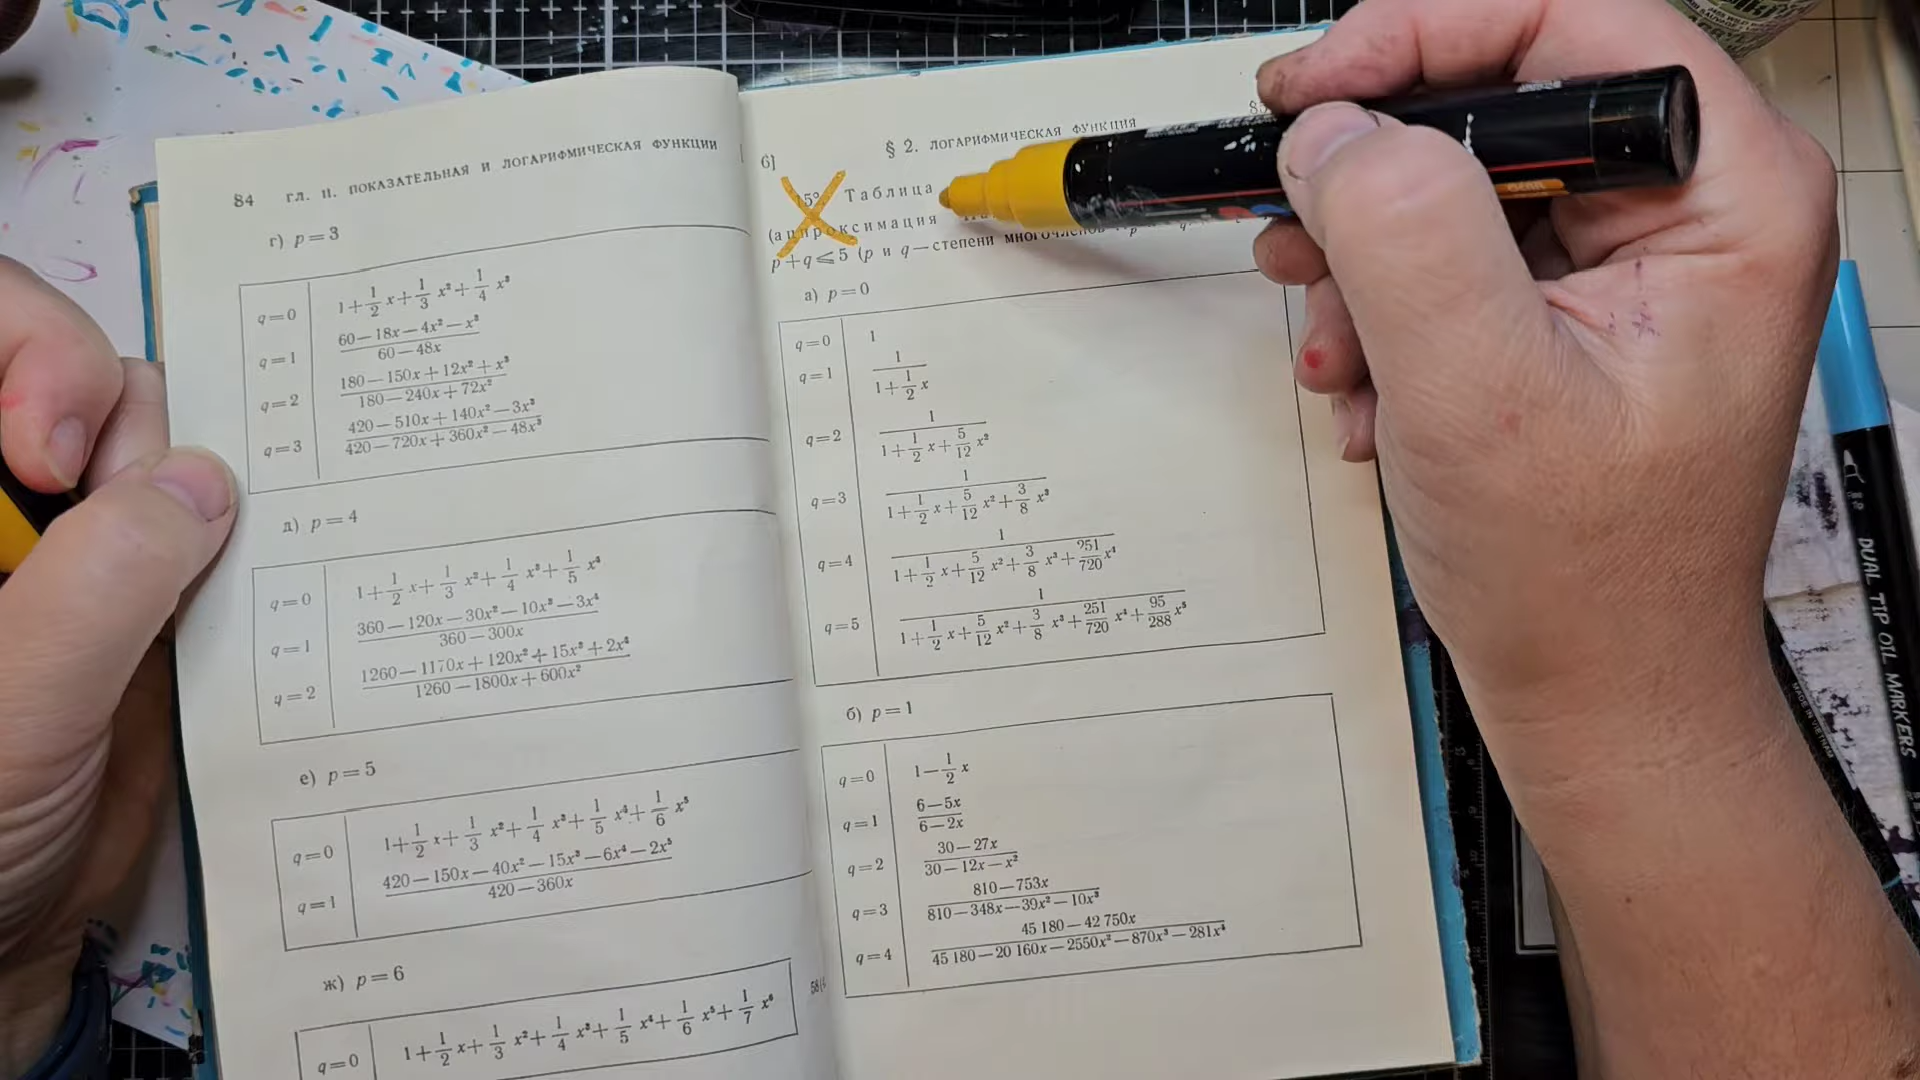 84 ГЛ. II. ПОКАЗАТЕЛЬНАЯ И ЛОГАРИФМИЧЕСКАЯ ФУНКЦИИ
г) p=3
q=0 1+1/2 x+1/3 x²+1/4 x³
q=1 (60−18x−4x²−x³)/(60−48x)
q=2 (180−150x+12x²+x³)/(180−240x+72x²)
q=3 (420−510x+140x²−3x³)/(420−720x+360x²−48x³)
д) p=4
q=0 1+1/2 x+1/3 x²+1/4 x³+1/5 x⁴
q=1 (360−120x−30x²−10x³−3x⁴)/(360−300x)
q=2 (1260−1170x+120x²+15x³+2x⁴)/(1260−1800x+600x²)
е) p=5
q=0 1+1/2 x+1/3 x²+1/4 x³+1/5 x⁴+1/6 x⁵
q=1 (420−150x−40x²−15x³−6x⁴−2x⁵)/(420−360x)
ж) p=6
q=0 1+1/2 x+1/3 x²+1/4 x³+1/5 x⁴+1/6 x⁵+1/7 x⁶
6] § 2. ЛОГАРИФМИЧЕСКАЯ ФУНКЦИЯ
Таблица
(аппроксимация
p+q⩽5 (p и q—степени многочленов
а) p=0
q=0 1
q=1 1/(1+1/2 x)
q=2 1/(1+1/2 x+5/12 x²)
q=3 1/(1+1/2 x+5/12 x²+3/8 x³)
q=4 1/(1+1/2 x+5/12 x²+3/8 x³+251/720 x⁴)
q=5 1/(1+1/2 x+5/12 x²+3/8 x³+251/720 x⁴+95/288 x⁵)
б) p=1
q=0 1−1/2 x
q=1 (6−5x)/(6−2x)
q=2 (30−27x)/(30−12x−x²)
q=3 (810−753x)/(810−348x−39x²−10x³)
q=4 (45 180−42 750x)/(45 180−20 160x−2550x²−870x³−281x⁴)
DUAL TIP OIL MARKERS
MADE IN VIETNAM